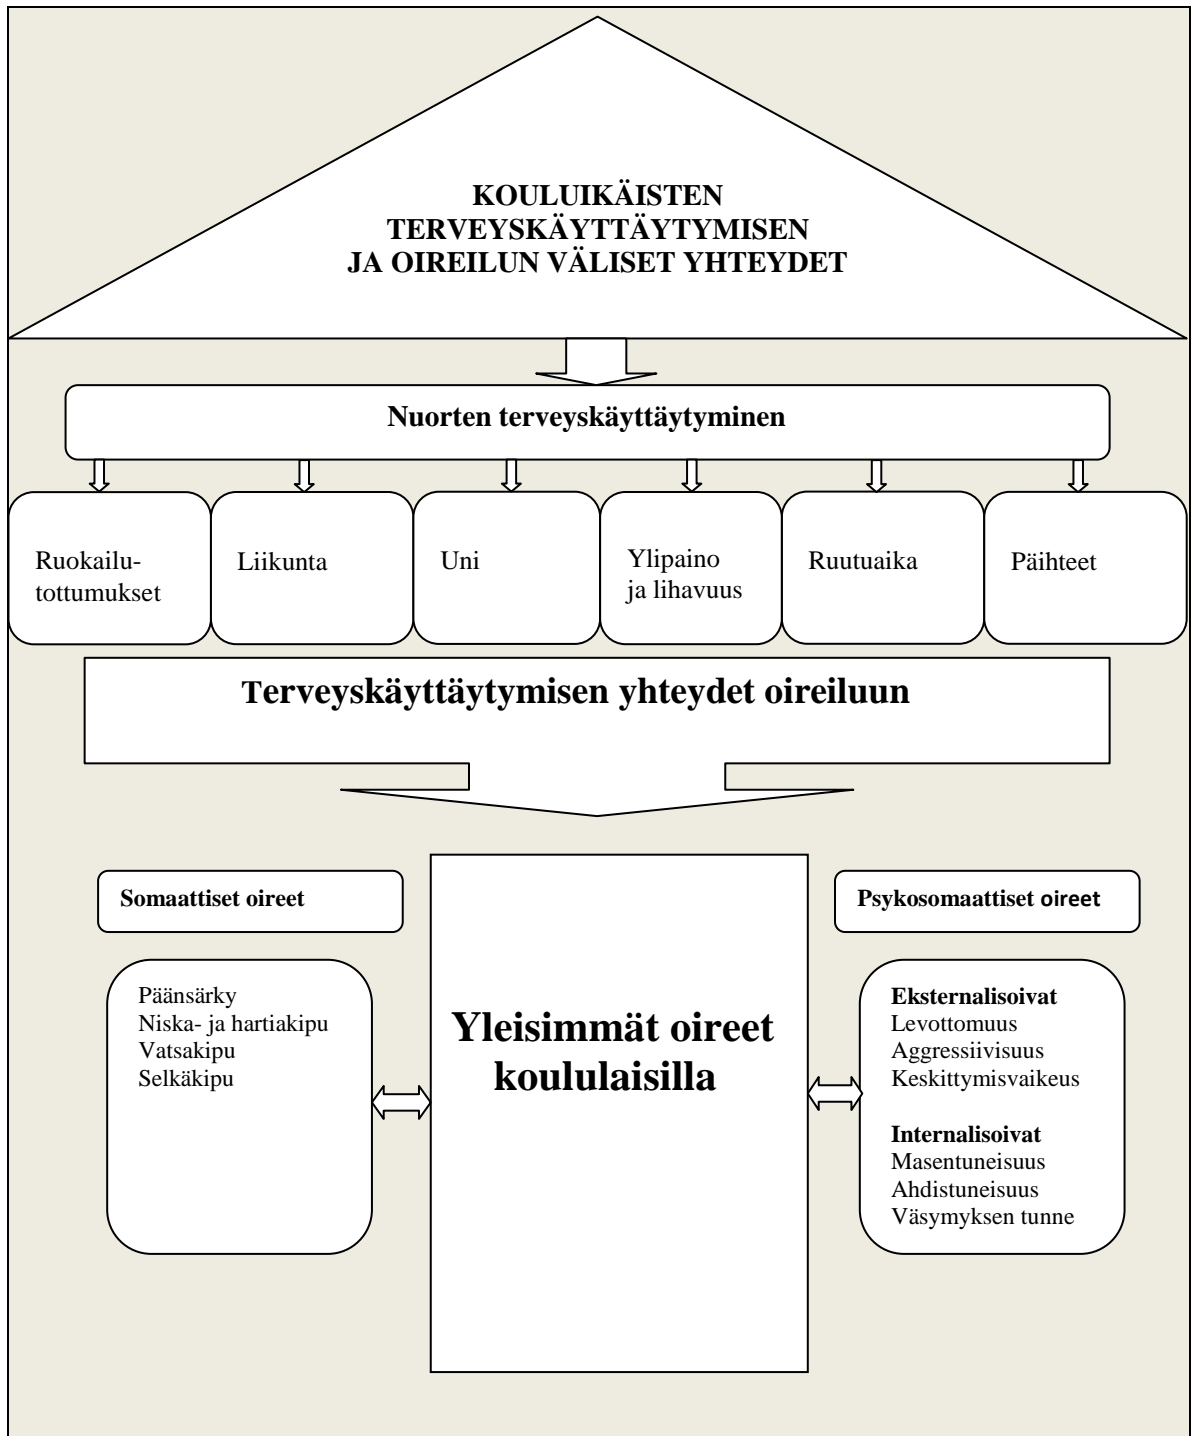 KOULUIKÄISTEN
TERVEYSKÄYTTÄYTYMISEN
JA OIREILUN VÄLISET YHTEYDET
Nuorten terveyskäyttäytyminen
Ruokailu-
tottumukset
Liikunta
Uni
Ylipaino
ja lihavuus
Ruutuaika
Päihteet
Terveyskäyttäytymisen yhteydet oireiluun
Somaattiset oireet
Päänsärky
Niska- ja hartiakipu
Vatsakipu
Selkäkipu
Yleisimmät oireet
koululaisilla
Psykosomaattiset oireet
Eksternalisoivat
Levottomuus
Aggressiivisuus
Keskittymisvaikeus
Internalisoivat
Masentuneisuus
Ahdistuneisuus
Väsymyksen tunne